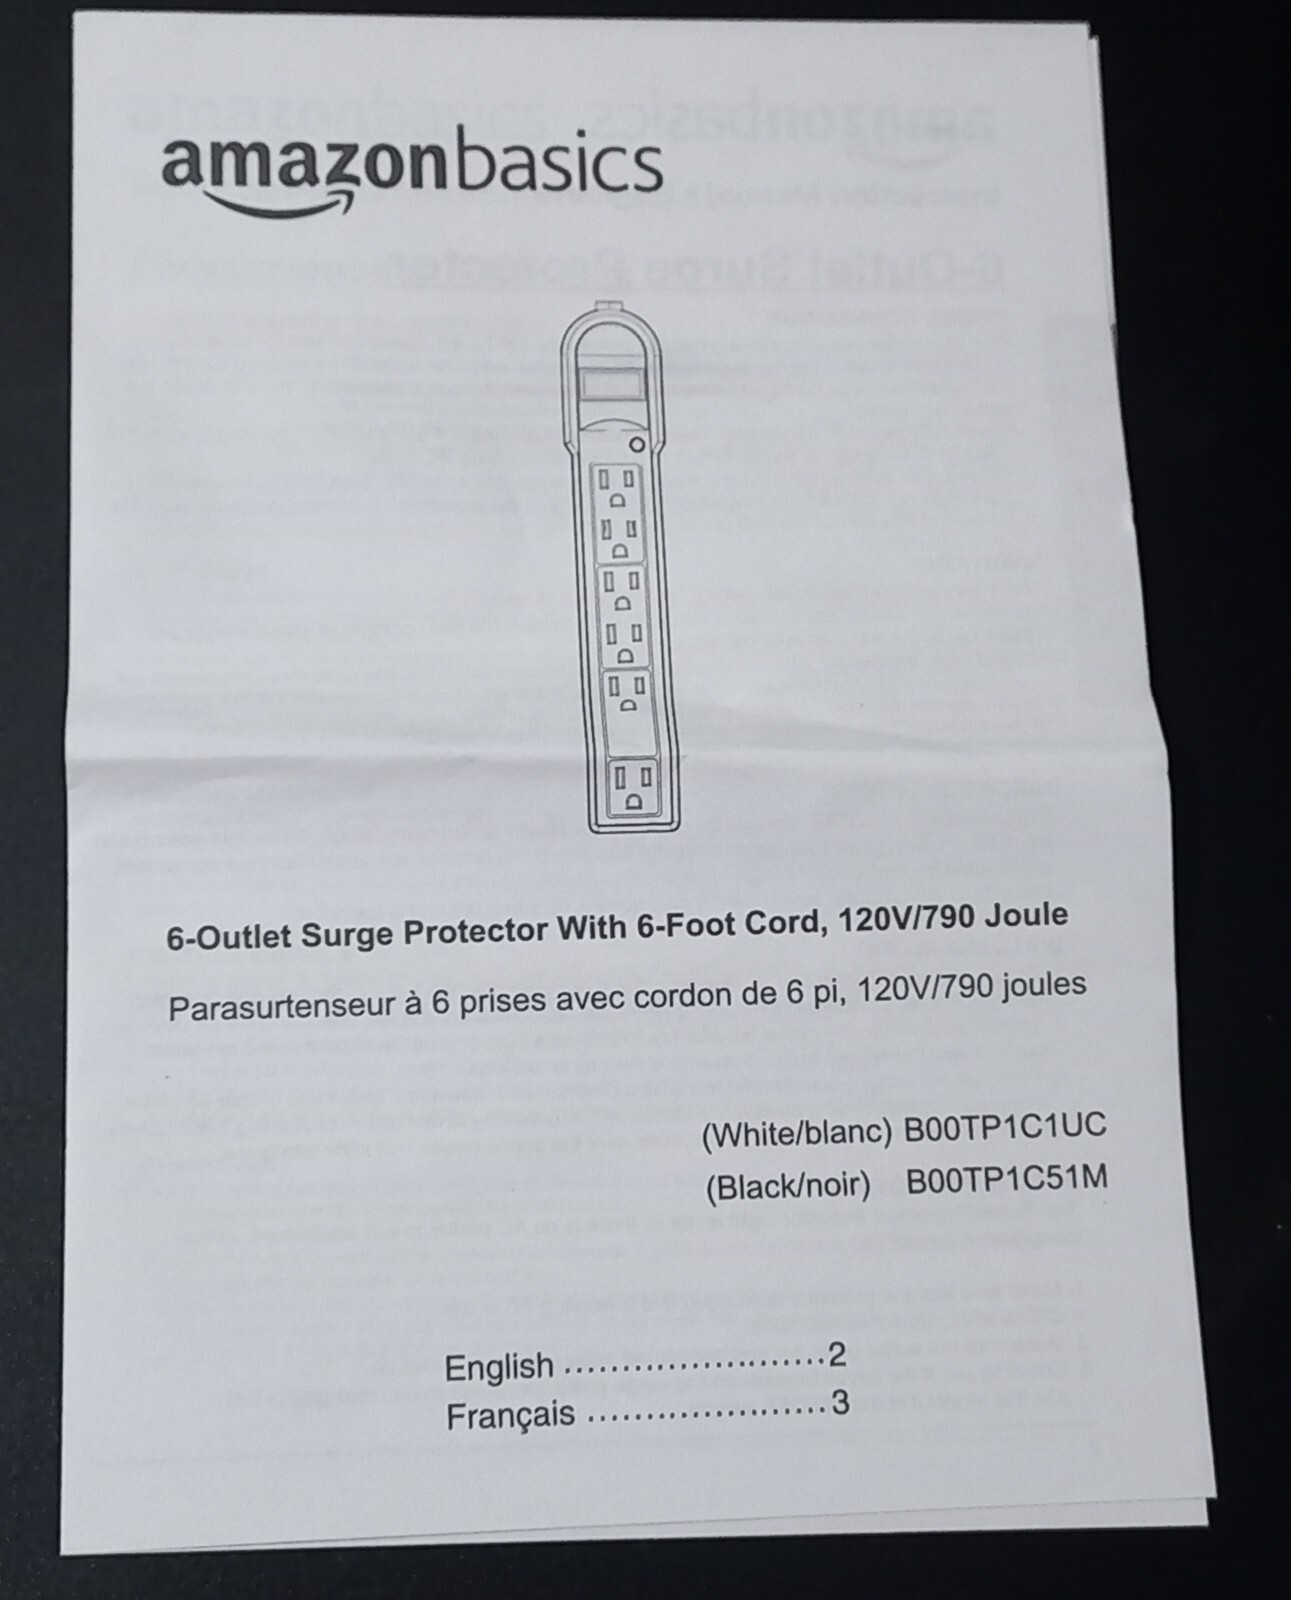 amazonbasics
6-Outlet Surge Protector With 6-Foot Cord, 120V/790 Joule
Parasurtenseur à 6 prises avec cordon de 6 pi, 120V/790 joules
(White/blanc) B00TP1C1UC
(Black/noir) B00TP1C51M
English .......................2
Français .....................3